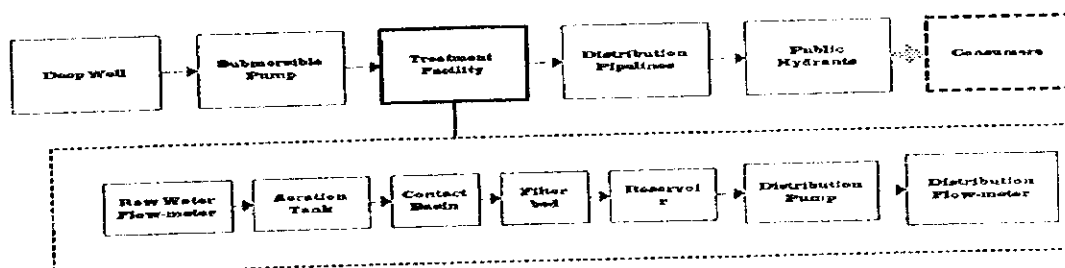 Deep Well
Submersible
Pump
Treatment
Facility
Distribution
Pipelines
Public
Hydrants
Consumers
Raw Water
Flow-meter
Aeration
Tank
Contact
Basin
Filter
bed
Reservoi
r
Distribution
Pump
Distribution
Flow-meter